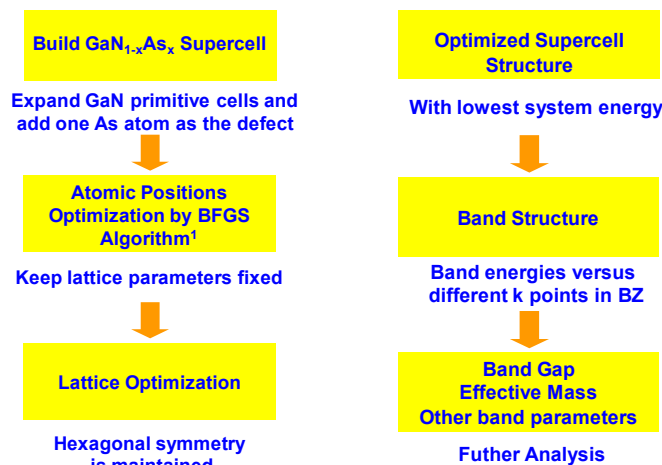 Build GaN1-xAsx Supercell
Expand GaN primitive cells and
add one As atom as the defect
Atomic Positions
Optimization by BFGS
Algorithm1
Keep lattice parameters fixed
Lattice Optimization
Hexagonal symmetry
is maintained
Optimized Supercell
Structure
With lowest system energy
Band Structure
Band energies versus
different k points in BZ
Band Gap
Effective Mass
Other band parameters
Futher Analysis